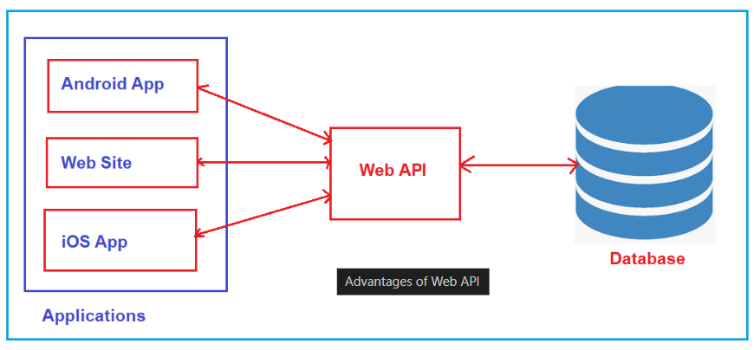 Android App
Web Site
iOS App
Applications
Web API
Advantages of Web API
Database